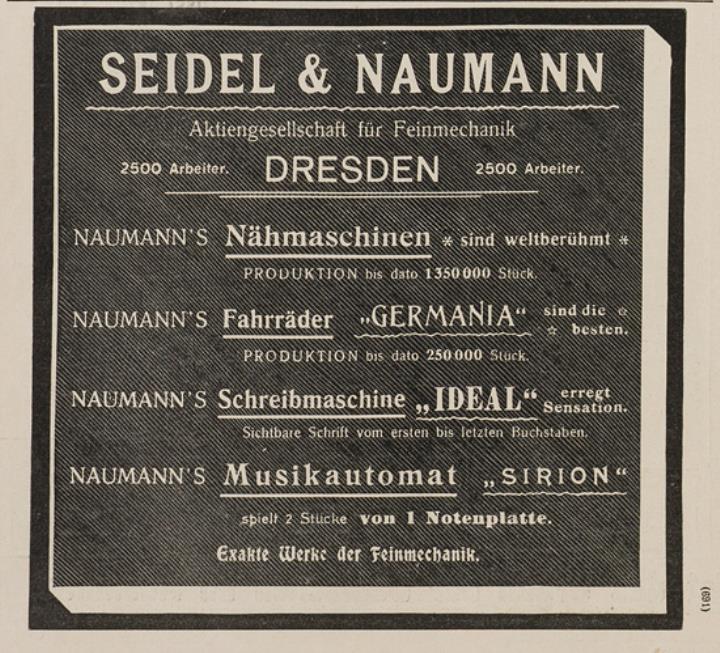 SEIDEL & NAUMANN
Aktiengesellschaft für Feinmechanik
2500 Arbeiter. DRESDEN 2500 Arbeiter.
NAUMANN'S Nähmaschinen * sind weltberühmt *
PRODUKTION bis dato 1350000 Stück.
NAUMANN'S Fahrräder „GERMANIA“ sind die ☆
☆ besten.
PRODUKTION bis dato 250000 Stück.
NAUMANN'S Schreibmaschine „IDEAL“ erregt
Sensation.
Sichtbare Schrift vom ersten bis letzten Buchstaben.
NAUMANN'S Musikautomat „SIRION“
spielt 2 Stücke von 1 Notenplatte.
Exakte Werke der Feinmechanik.
(691)